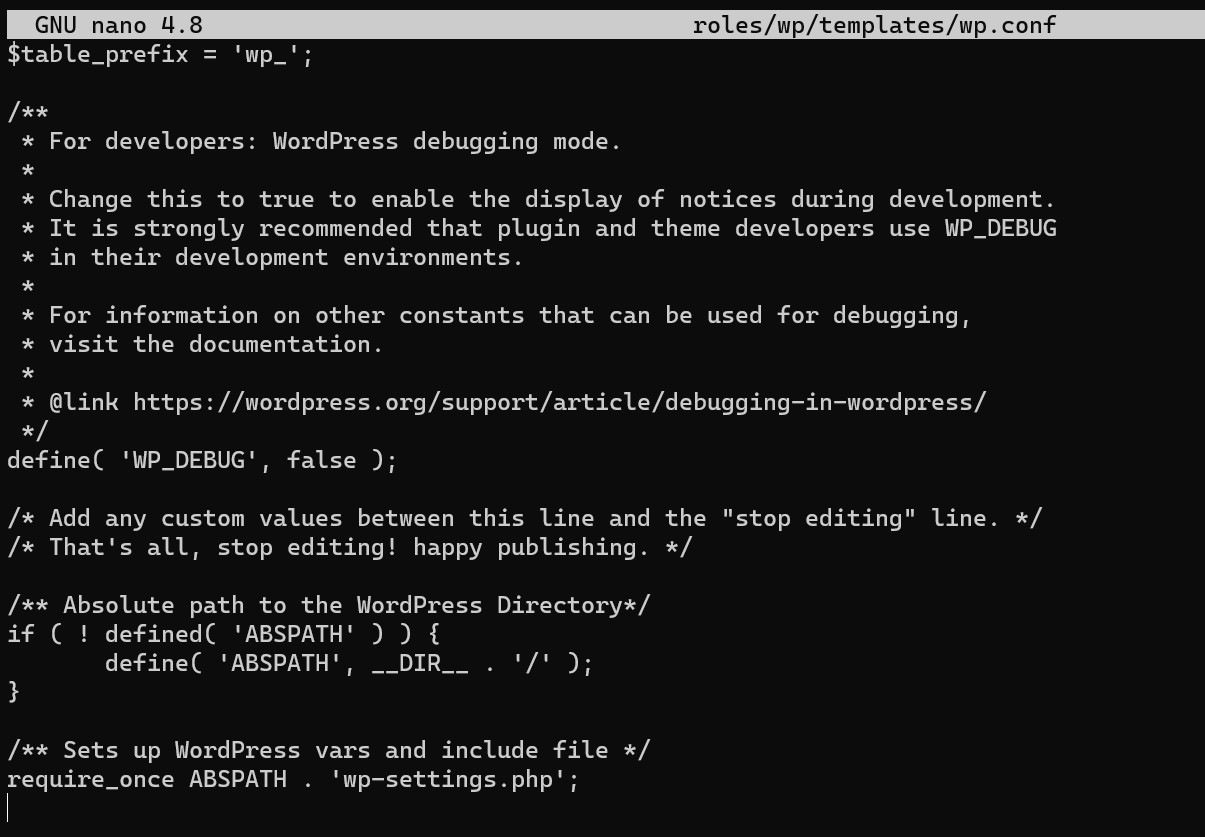 GNU nano 4.8 roles/wp/templates/wp.conf
$table_prefix = 'wp_';
/**
 * For developers: WordPress debugging mode.
 *
 * Change this to true to enable the display of notices during development.
 * It is strongly recommended that plugin and theme developers use WP_DEBUG
 * in their development environments.
 *
 * For information on other constants that can be used for debugging,
 * visit the documentation.
 *
 * @link https://wordpress.org/support/article/debugging-in-wordpress/
 */
define( 'WP_DEBUG', false );
/* Add any custom values between this line and the "stop editing" line. */
/* That's all, stop editing! happy publishing. */
/** Absolute path to the WordPress Directory*/
if ( ! defined( 'ABSPATH' ) ) {
       define( 'ABSPATH', __DIR__ . '/' );
}
/** Sets up WordPress vars and include file */
require_once ABSPATH . 'wp-settings.php';